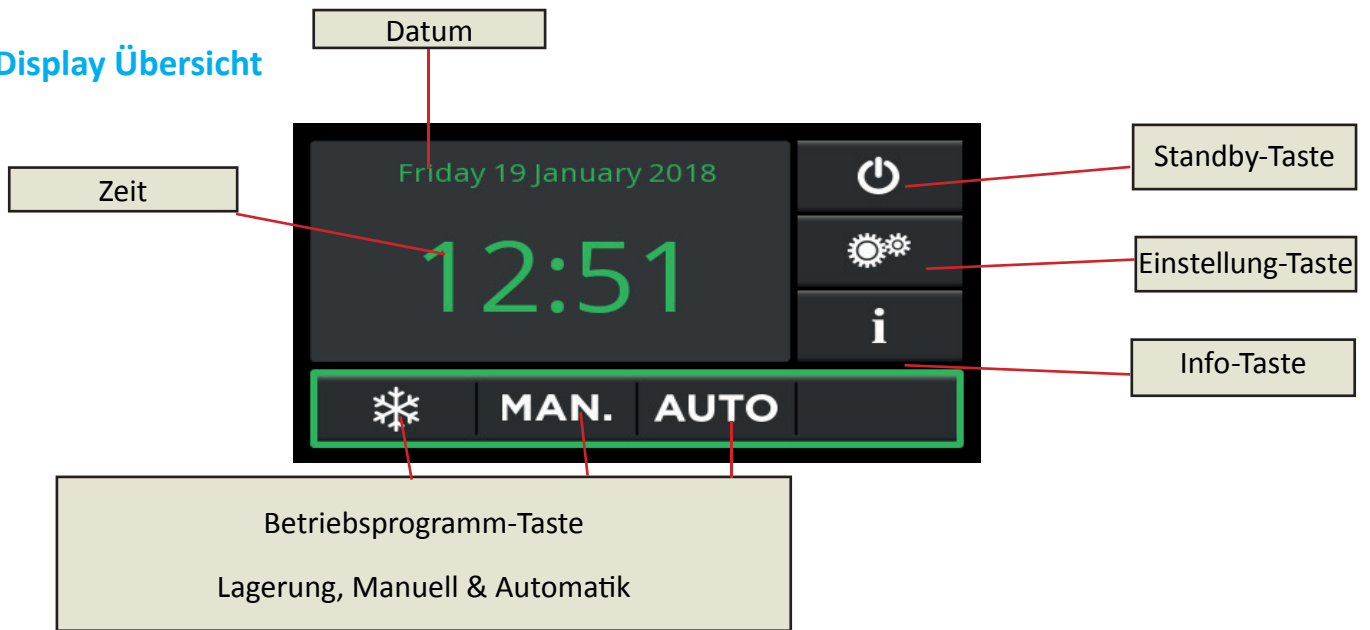 Datum
Display Übersicht
Friday 19 January 2018
Standby-Taste
Zeit
12:51
Einstellung-Taste
i
Info-Taste
MAN. AUTO
Betriebsprogramm-Taste
Lagerung, Manuell & Automatik